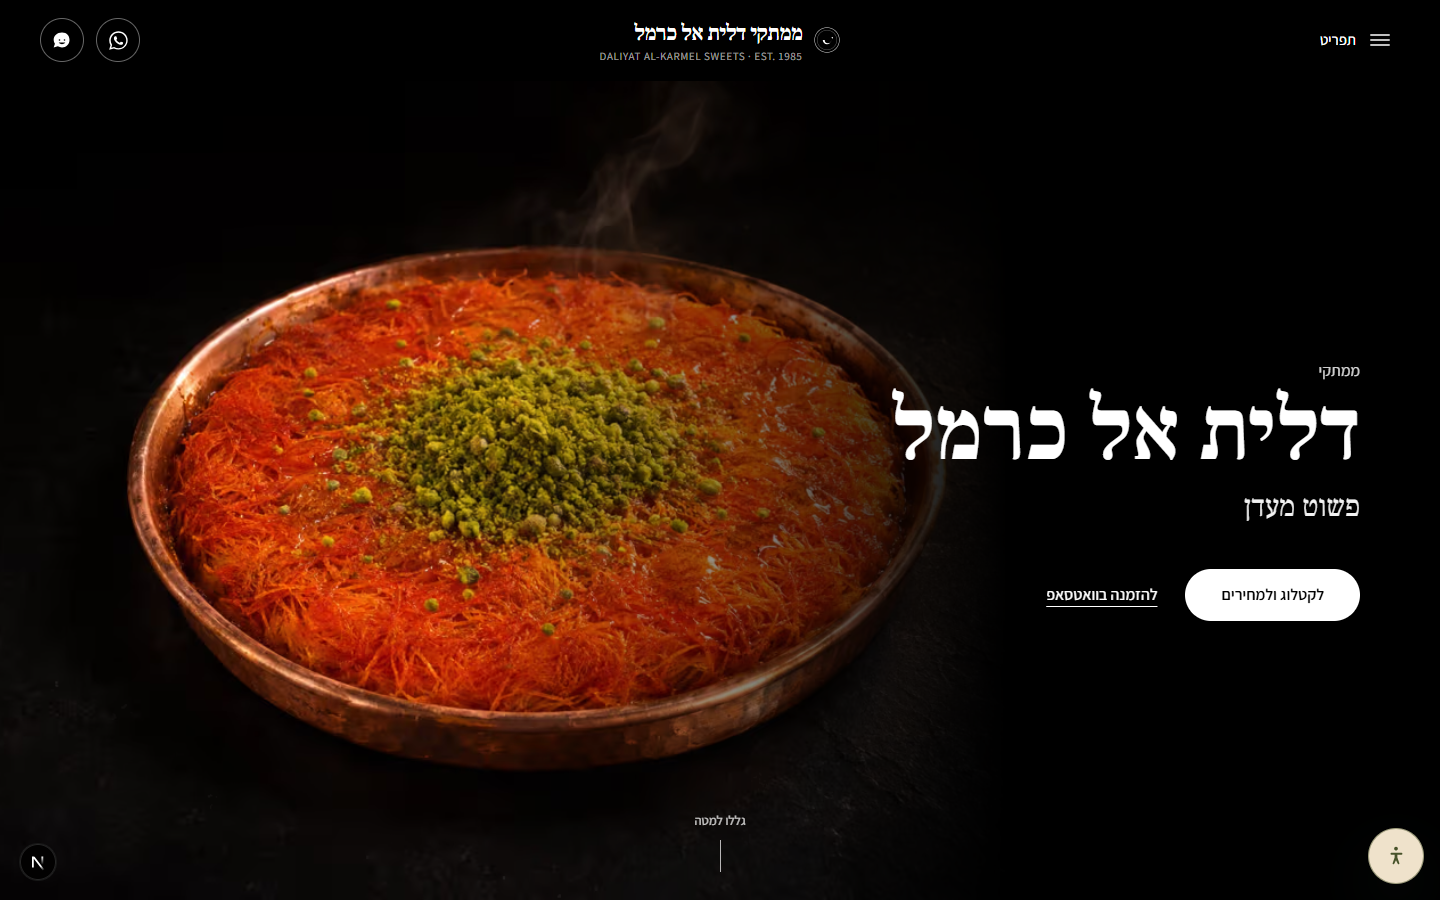 תפריט
ממתקי דלית אל כרמל
DALIYAT AL-KARMEL SWEETS · EST. 1985
ממתקי
דלית אל כרמל
פשוט מעדן
לקטלוג ולמחירים
להזמנה בוואטסאפ
גללו למטה
N